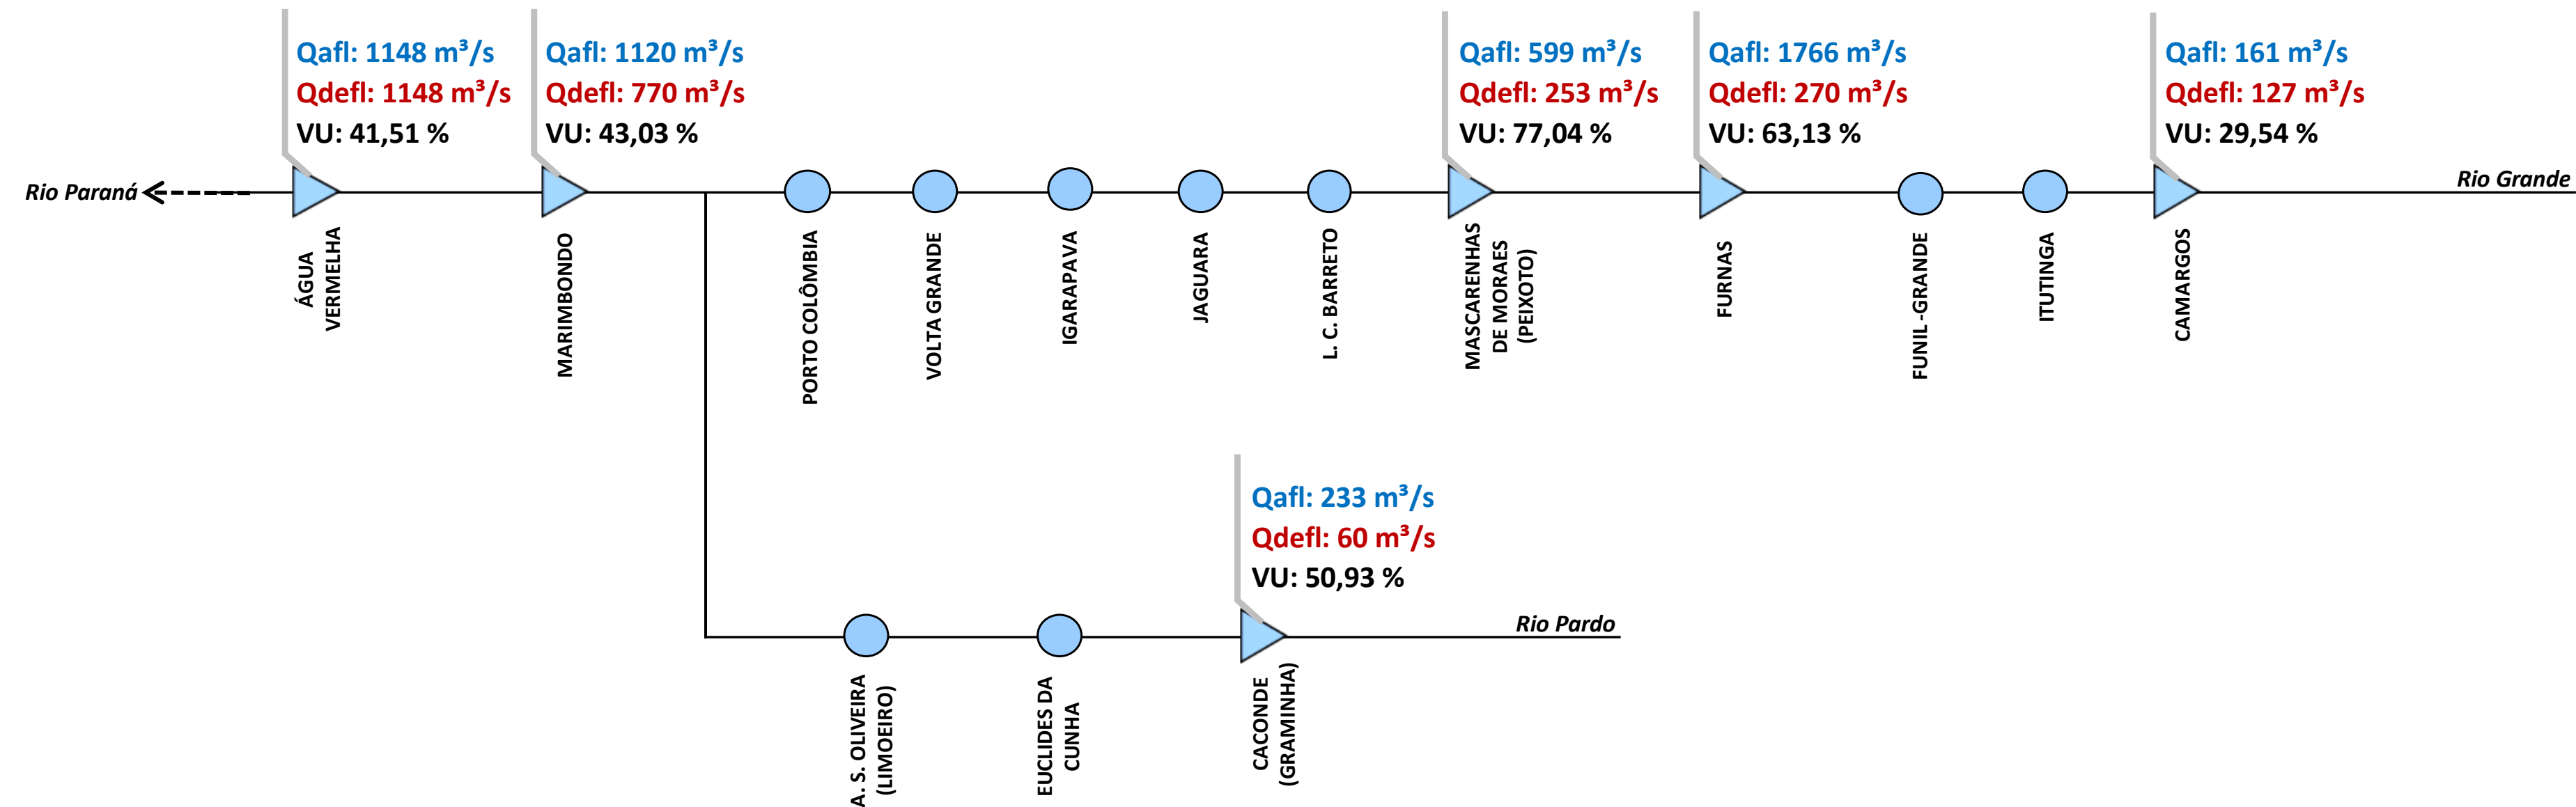 Qafl: 1148 m³/s
Qdefl: 1148 m³/s
VU: 41,51 %
Qafl: 1120 m³/s
Qdefl: 770 m³/s
VU: 43,03 %
Qafl: 599 m³/s
Qdefl: 253 m³/s
VU: 77,04 %
Qafl: 1766 m³/s
Qdefl: 270 m³/s
VU: 63,13 %
Qafl: 161 m³/s
Qdefl: 127 m³/s
VU: 29,54 %
Rio Paraná
Rio Grande
ÁGUA
VERMELHA
MARIMBONDO
PORTO COLÔMBIA
VOLTA GRANDE
IGARAPAVA
JAGUARA
L. C. BARRETO
MASCARENHAS
DE MORAES
(PEIXOTO)
FURNAS
FUNIL -GRANDE
ITUTINGA
CAMARGOS
Qafl: 233 m³/s
Qdefl: 60 m³/s
VU: 50,93 %
Rio Pardo
A. S. OLIVEIRA
(LIMOEIRO)
EUCLIDES DA
CUNHA
CACONDE
(GRAMINHA)